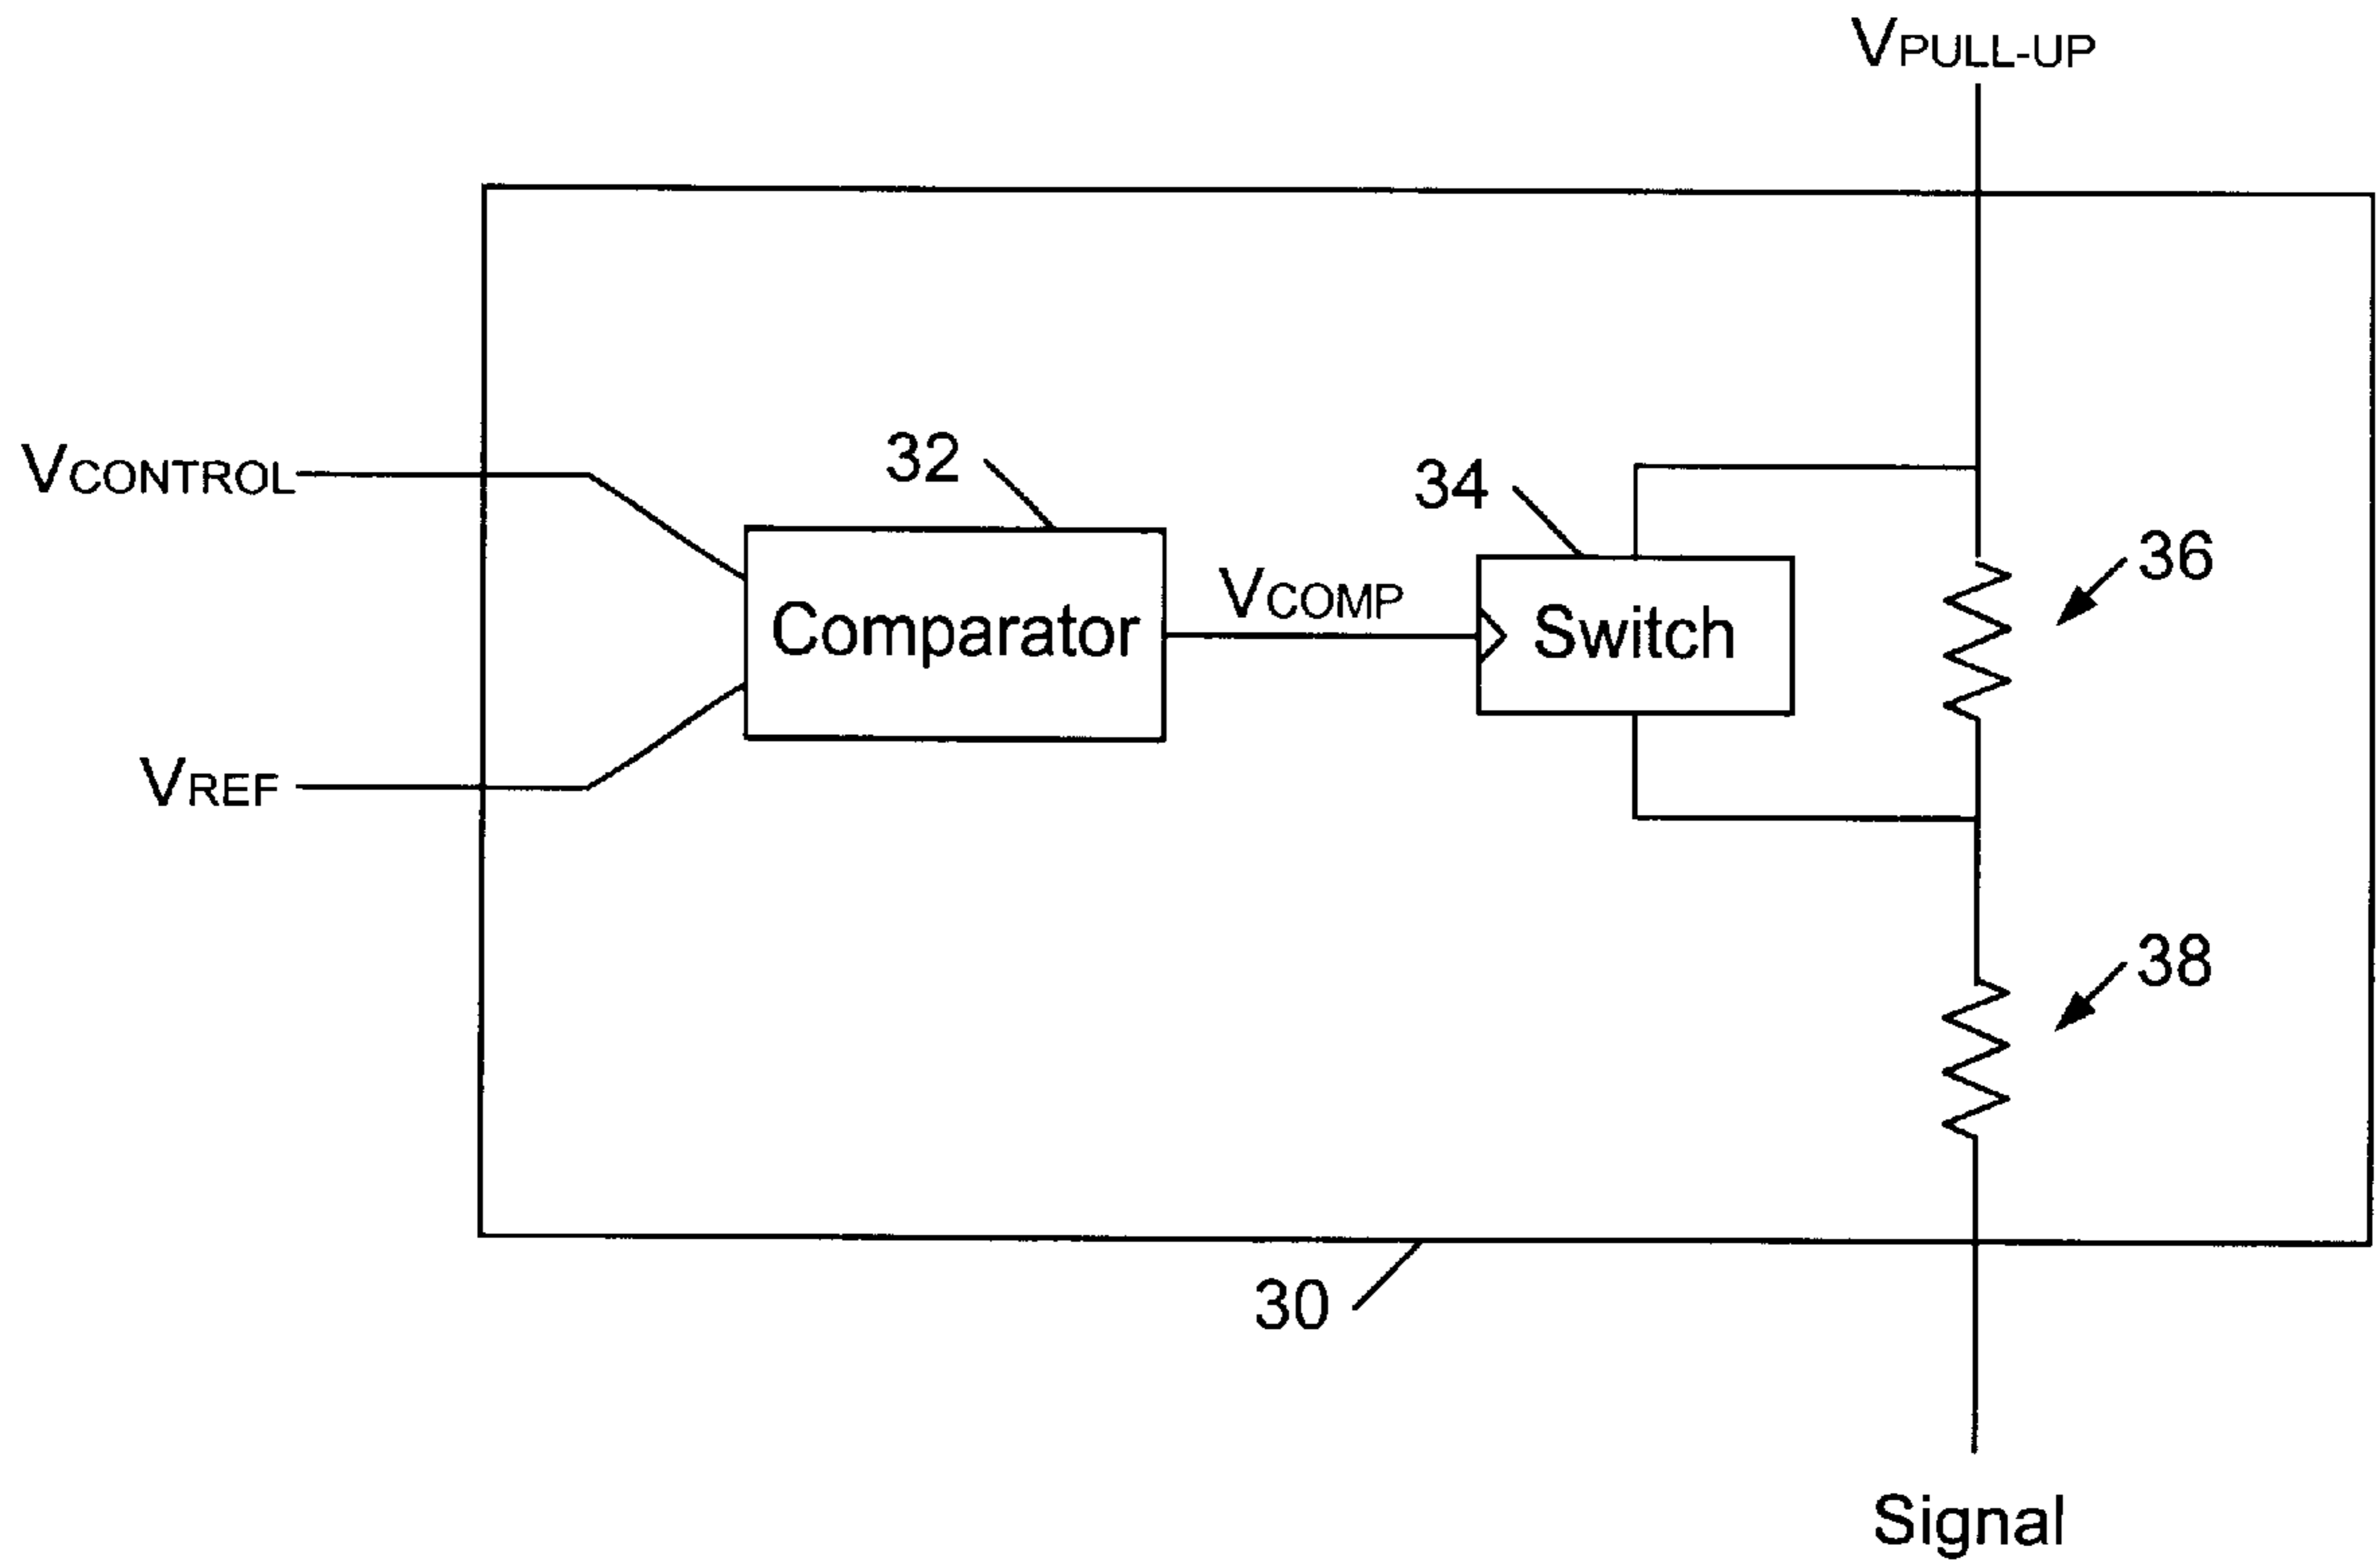 VPULL-UP
VCONTROL
32
34
36
VCOMP
Comparator
Switch
VREF
38
30
Signal